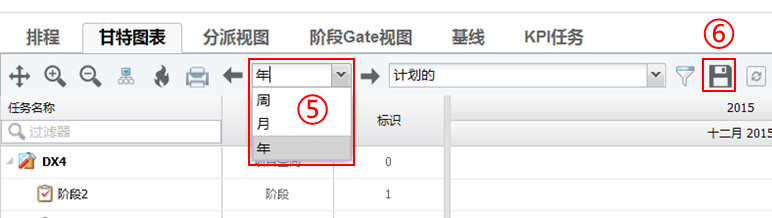 排程 甘特图表 分派视图 阶段Gate视图 基线 KPI任务
⑥
年 计划的
周
月
年
⑤
任务名称 标识 2015
过滤器 十二月 2015
DX4 0
阶段2 阶段 1